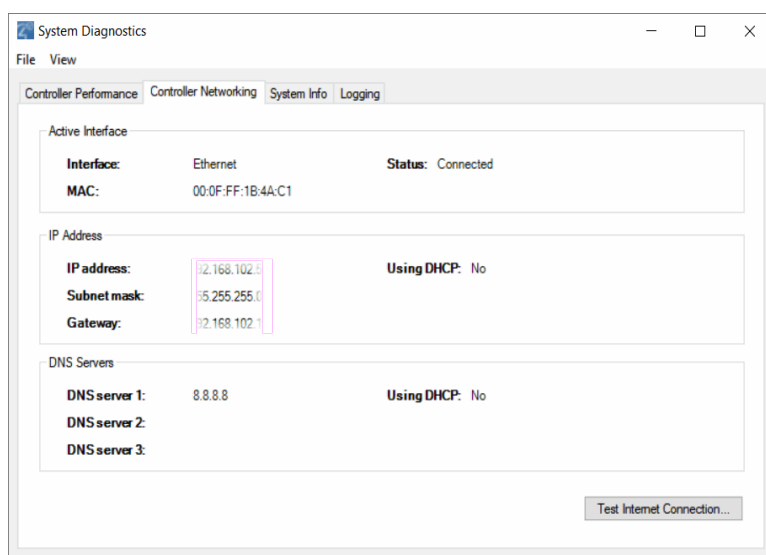 System Diagnostics
File View
Controller Performance Controller Networking System Info Logging
Active Interface
Interface: Ethernet Status: Connected
MAC: 00:0F:FF:1B:4A:C1
IP Address
IP address: Using DHCP: No
Subnet mask:
Gateway:
DNS Servers
DNS server 1: 8.8.8.8 Using DHCP: No
DNS server 2:
DNS server 3:
Test Internet Connection...